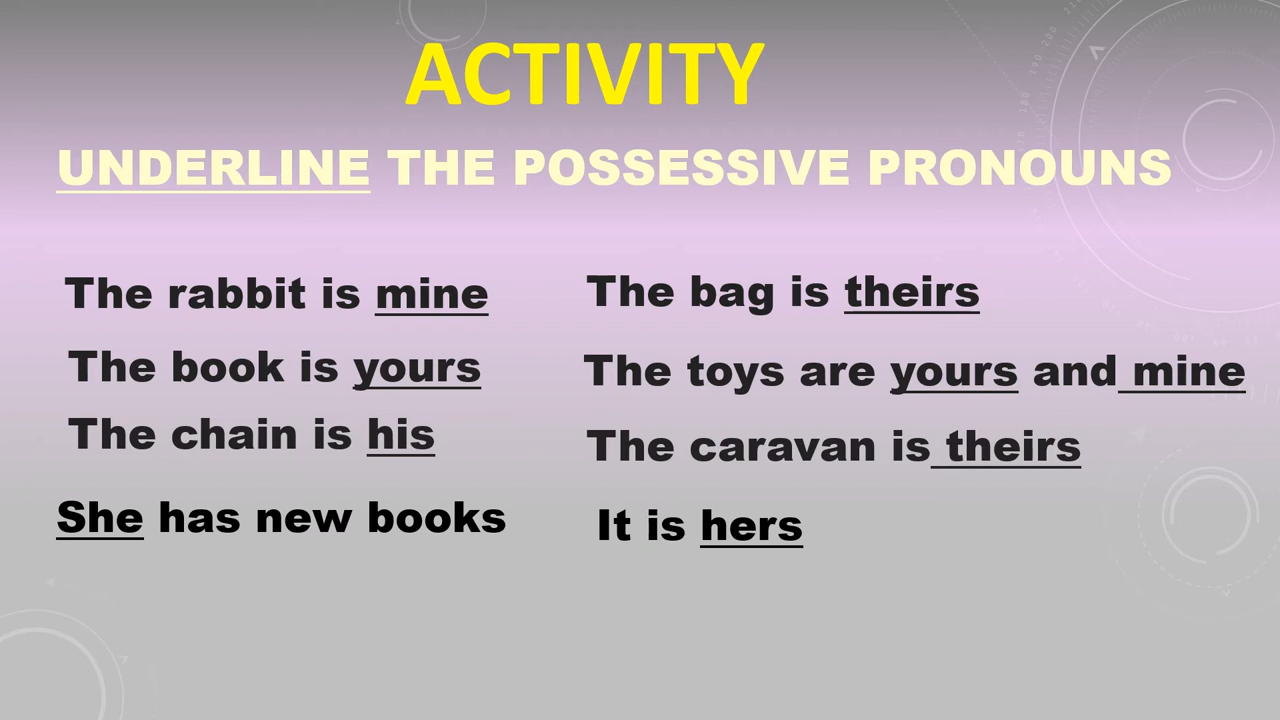 ACTIVITY
UNDERLINE THE POSSESSIVE PRONOUNS
The rabbit is mine
The book is yours
The chain is his
She has new books
The bag is theirs
The toys are yours and mine
The caravan is theirs
It is hers